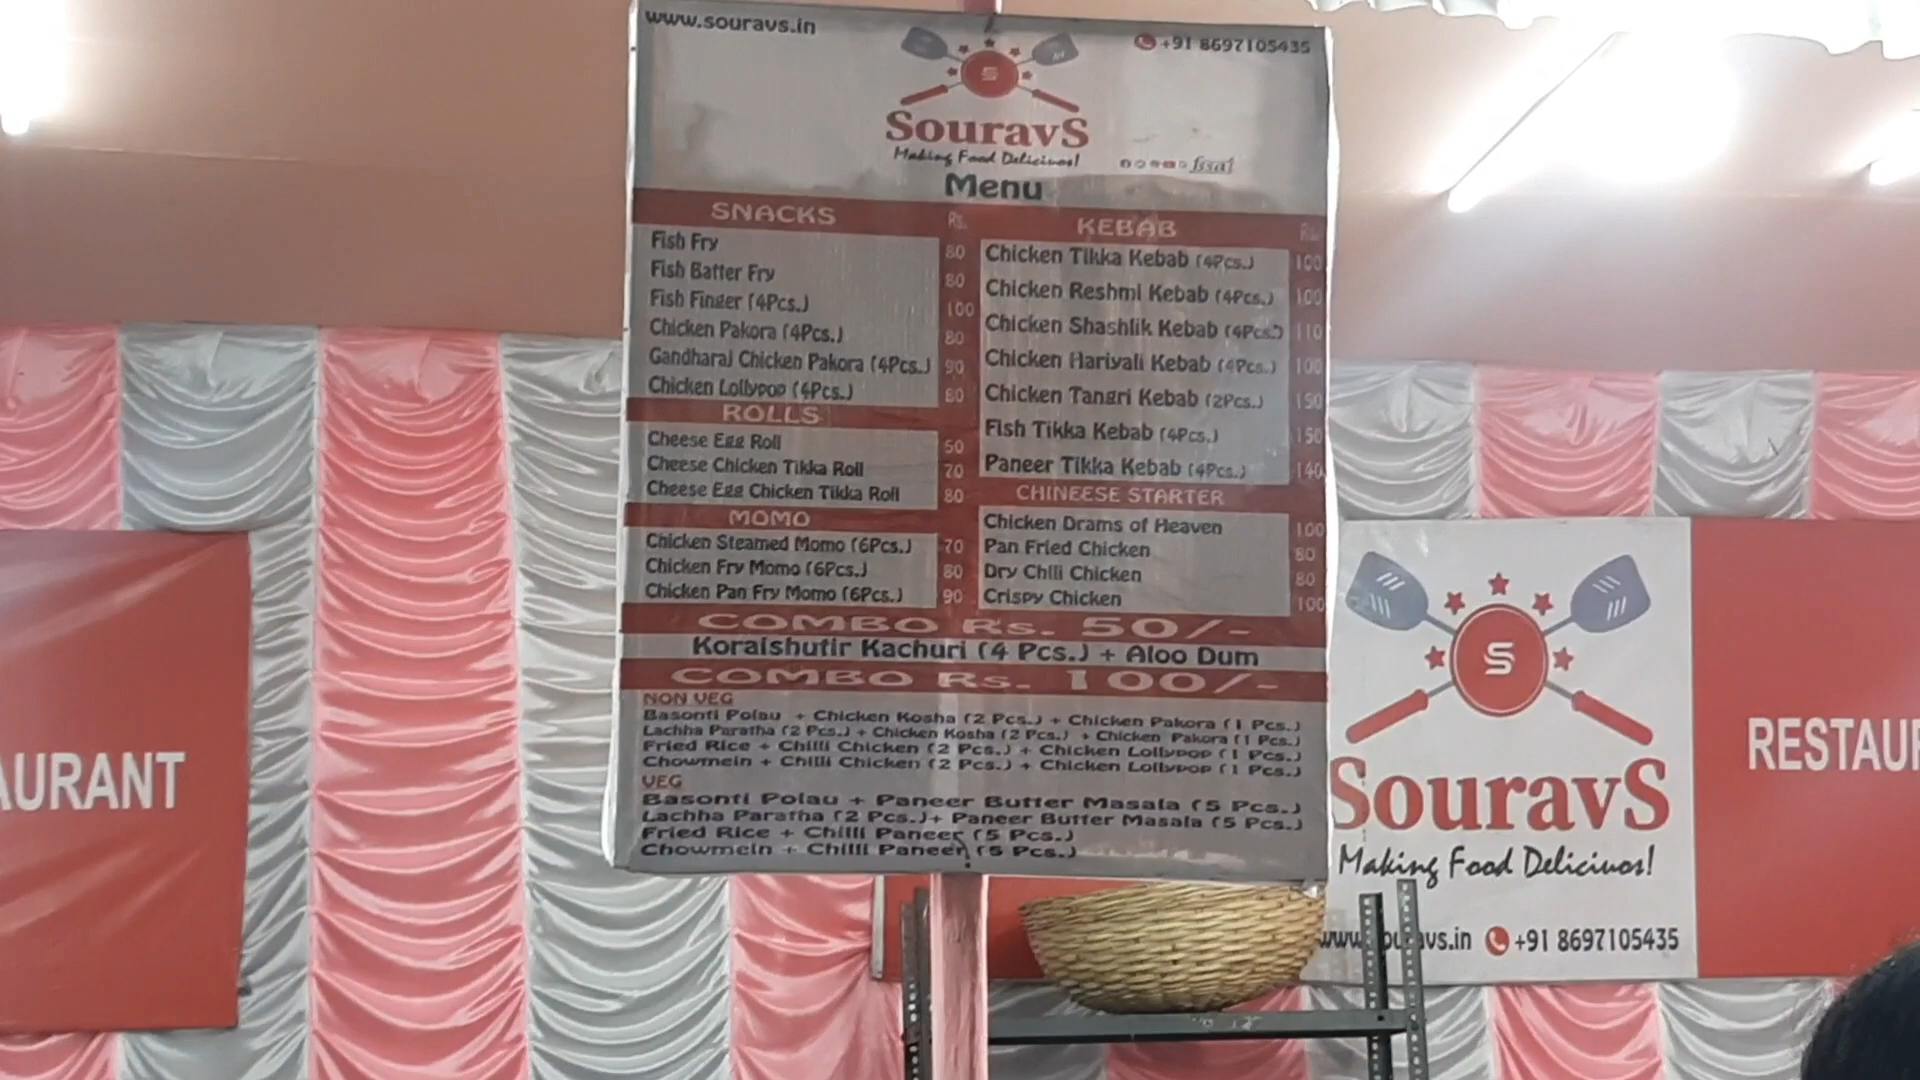 www.souravs.in
+91 8697105435
S
SouravS
Making Food Deliciuos!
fssai
Menu
SNACKS Rs.
Fish Fry 80
Fish Batter Fry 80
Fish Finger (4Pcs.) 100
Chicken Pakora (4Pcs.) 80
Gandharaj Chicken Pakora (4Pcs.) 90
Chicken Lollypop (4Pcs.) 80
ROLLS
Cheese Egg Roll 50
Cheese Chicken Tikka Roll 70
Cheese Egg Chicken Tikka Roll 80
MOMO
Chicken Steamed Momo (6Pcs.) 70
Chicken Fry Momo (6Pcs.) 80
Chicken Pan Fry Momo (6Pcs.) 90
KEBAB Rs.
Chicken Tikka Kebab (4Pcs.) 100
Chicken Reshmi Kebab (4Pcs.) 100
Chicken Shashlik Kebab (4Pcs.) 110
Chicken Hariyali Kebab (4Pcs.) 100
Chicken Tangri Kebab (2Pcs.) 150
Fish Tikka Kebab (4Pcs.) 150
Paneer Tikka Kebab (4Pcs.) 140
CHINEESE STARTER
Chicken Drams of Heaven 100
Pan Fried Chicken 80
Dry Chili Chicken 80
Crispy Chicken 100
COMBO Rs. 50/-
Koraishutir Kachuri (4 Pcs.) + Aloo Dum
COMBO Rs. 100/-
NON VEG
Basonti Polau + Chicken Kosha (2 Pcs.) + Chicken Pakora (1 Pcs.)
Lachha Paratha (2 Pcs.) + Chicken Kosha (2 Pcs.) + Chicken Pakora (1 Pcs.)
Fried Rice + Chilli Chicken (2 Pcs.) + Chicken Lollypop (1 Pcs.)
Chowmein + Chilli Chicken (2 Pcs.) + Chicken Lollypop (1 Pcs.)
VEG
Basonti Polau + Paneer Butter Masala (5 Pcs.)
Lachha Paratha (2 Pcs.)+ Paneer Butter Masala (5 Pcs.)
Fried Rice + Chilli Paneer (5 Pcs.)
Chowmein + Chilli Paneer (5 Pcs.)
AURANT
S
SouravS
Making Food Deliciuos!
www.souravs.in +91 8697105435
RESTAUR